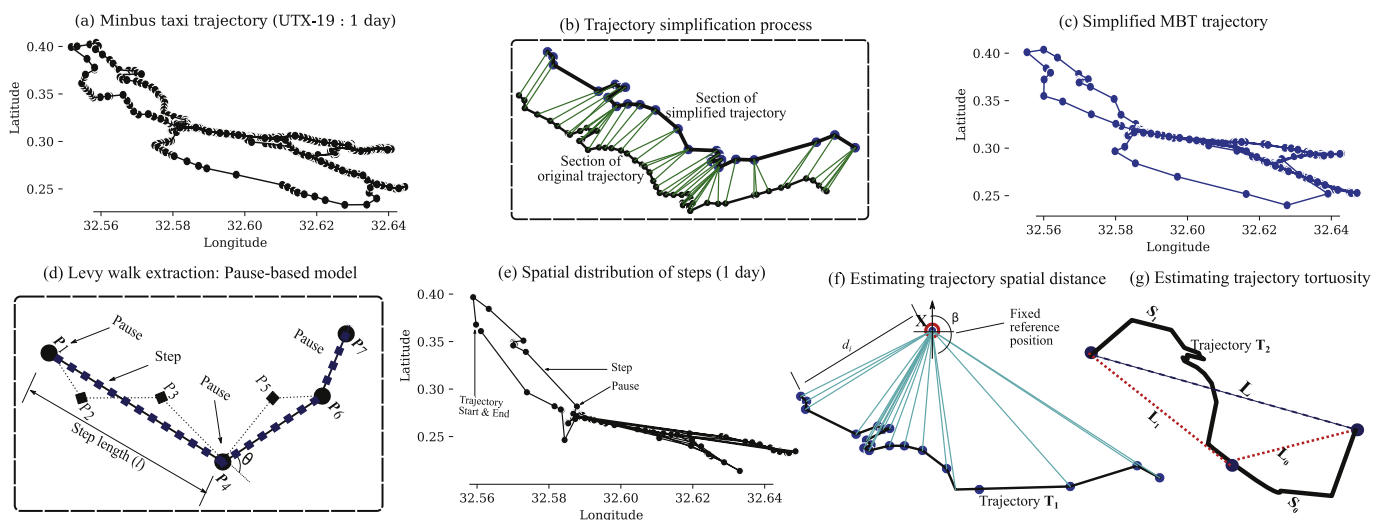 (a) Minbus taxi trajectory (UTX-19 : 1 day)
0.40
0.35
0.30
0.25
Latitude
32.56 32.58 32.60 32.62 32.64
Longitude
(b) Trajectory simplification process
Section of
simplified trajectory
Section of
original trajectory
(c) Simplified MBT trajectory
0.40
0.35
0.30
0.25
Latitude
32.56 32.58 32.60 32.62 32.64
Longitude
(d) Levy walk extraction: Pause-based model
P1
Pause
Step
P2
P3
Pause
P4
θ
P5
P6
Pause
P7
Step length (l)
(e) Spatial distribution of steps (1 day)
0.40
0.35
0.30
0.25
Latitude
Step
Pause
Trajectory
Start & End
32.56 32.58 32.60 32.62 32.64
Longitude
(f) Estimating trajectory spatial distance
X
β
Fixed
reference
position
di
Trajectory T1
(g) Estimating trajectory tortuosity
S1
Trajectory T2
L
L1
L0
S0